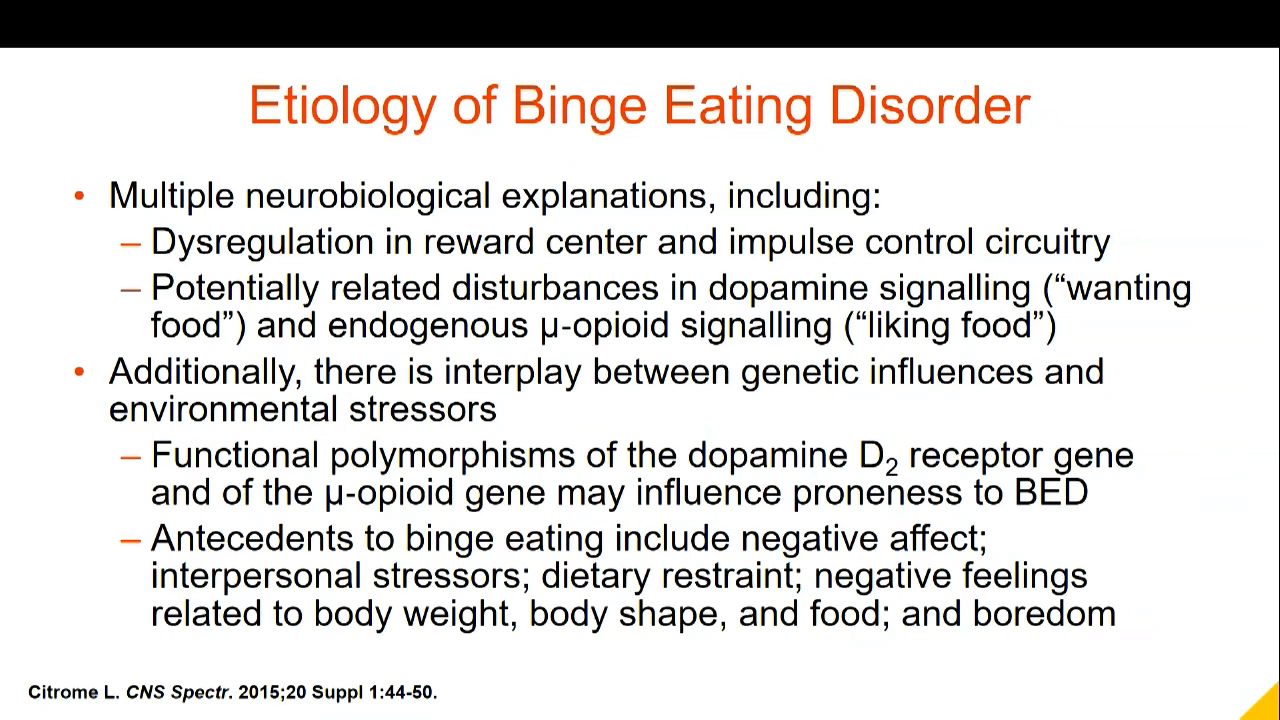 Etiology of Binge Eating Disorder
• Multiple neurobiological explanations, including:
– Dysregulation in reward center and impulse control circuitry
– Potentially related disturbances in dopamine signalling (“wanting
food”) and endogenous µ-opioid signalling (“liking food”)
• Additionally, there is interplay between genetic influences and
environmental stressors
– Functional polymorphisms of the dopamine D₂ receptor gene
and of the µ-opioid gene may influence proneness to BED
– Antecedents to binge eating include negative affect;
interpersonal stressors; dietary restraint; negative feelings
related to body weight, body shape, and food; and boredom
Citrome L. CNS Spectr. 2015;20 Suppl 1:44-50.